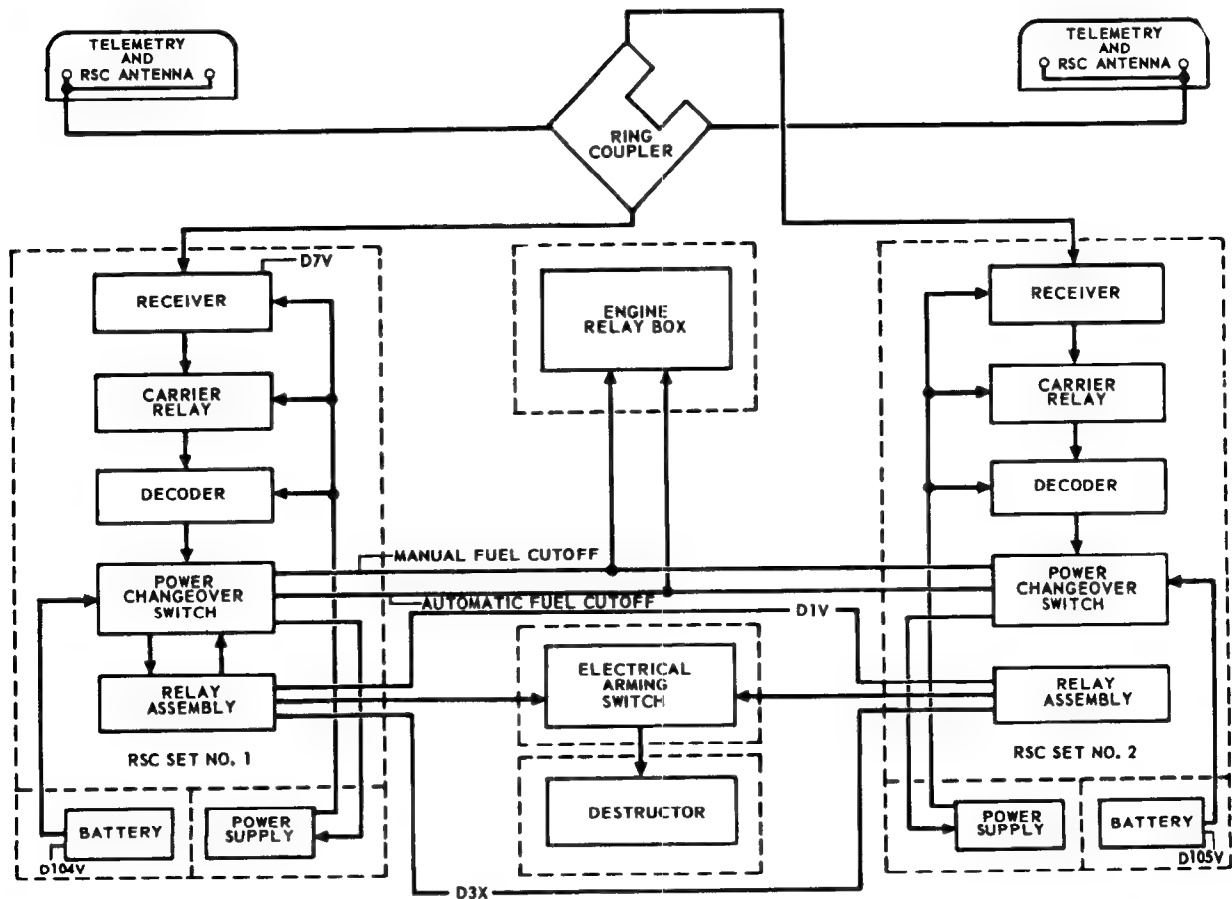 TELEMETRY
AND
RSC ANTENNA
TELEMETRY
AND
RSC ANTENNA
RING
COUPLER
D7V
RECEIVER
ENGINE
RELAY BOX
RECEIVER
CARRIER
RELAY
CARRIER
RELAY
DECODER
DECODER
MANUAL FUEL CUTOFF
POWER
CHANGEOVER
SWITCH
POWER
CHANGEOVER
SWITCH
AUTOMATIC FUEL CUTOFF
D1V
ELECTRICAL
ARMING
SWITCH
RELAY
ASSEMBLY
RELAY
ASSEMBLY
RSC SET NO. 1
RSC SET NO. 2
DESTRUCTOR
BATTERY
POWER
SUPPLY
POWER
SUPPLY
BATTERY
D104V
D105V
D3X